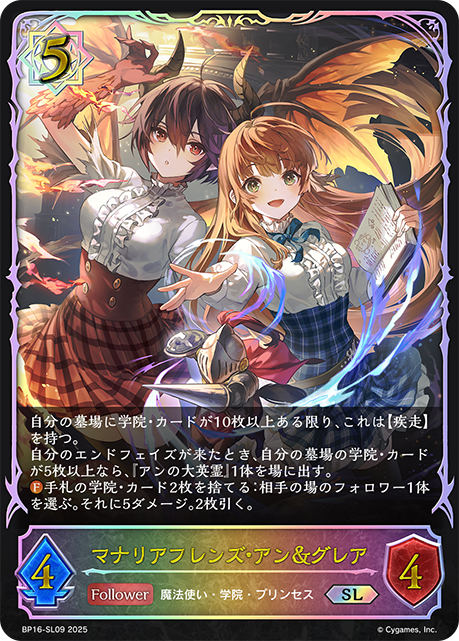 5
自分の墓場に学院・カードが10枚以上ある限り、これは【疾走】
を持つ。
自分のエンドフェイズが来たとき、自分の墓場の学院・カード
が5枚以上なら、『アンの大英霊』1体を場に出す。
F 手札の学院・カード2枚を捨てる:相手の場のフォロワー1体
を選ぶ。それに5ダメージ。2枚引く。
マナリアフレンズ・アン&グレア
4
Follower 魔法使い・学院・プリンセス SL
4
BP16-SL09 2025 © Cygames, Inc.